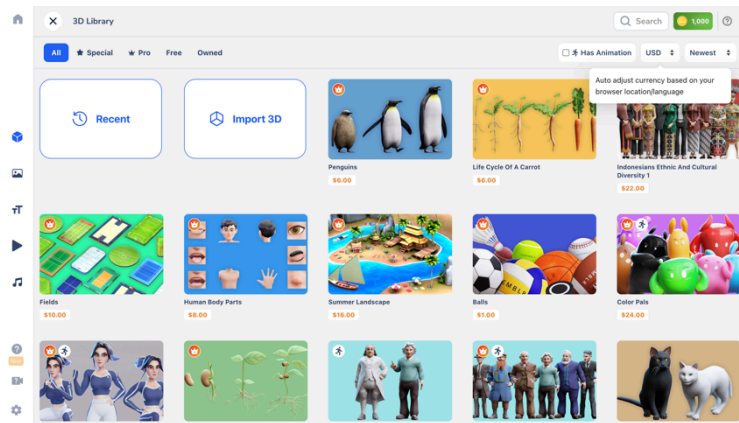 3D Library
Search
1,000
All
Special
Pro
Free
Owned
Has Animation
USD
Newest
Auto adjust currency based on your
browser location/language
Recent
Import 3D
Penguins
$6.00
Life Cycle Of A Carrot
$6.00
Indonesians Ethnic And Cultural
Diversity 1
$22.00
Fields
$10.00
Human Body Parts
$8.00
Summer Landscape
$16.00
Balls
$1.00
Color Pals
$24.00